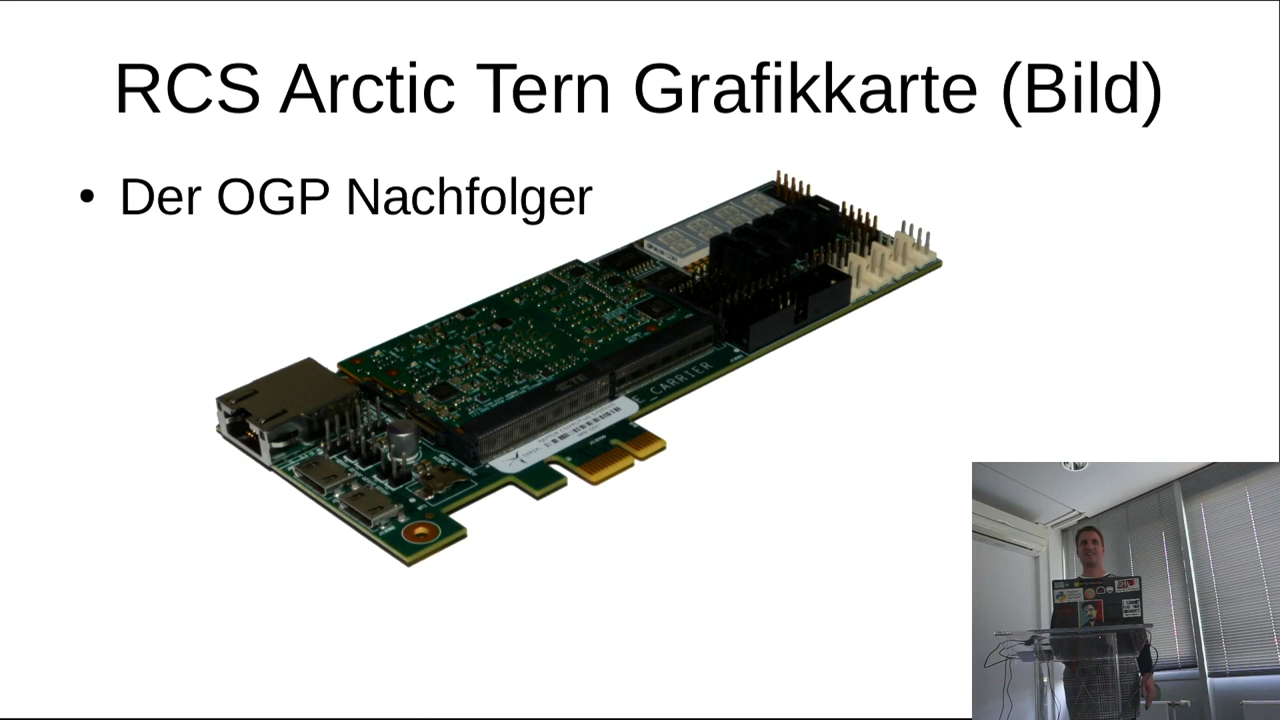 RCS Arctic Tern Grafikkarte (Bild)
• Der OGP Nachfolger